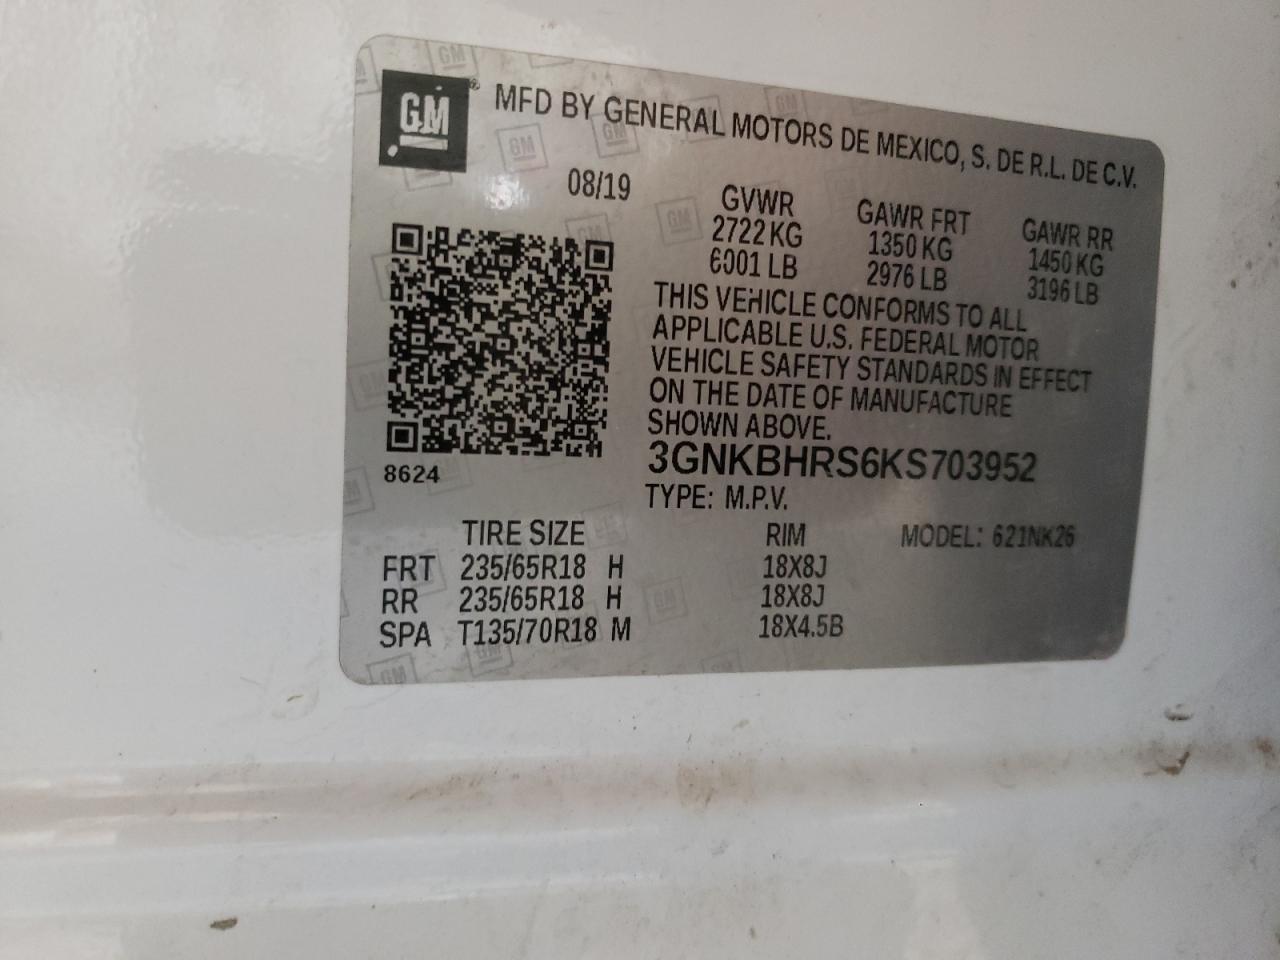 GM MFD BY GENERAL MOTORS DE MEXICO, S. DE R.L. DE C.V.
08/19
GVWR GAWR FRT GAWR RR
2722 KG 1350 KG 1450 KG
6001 LB 2976 LB 3196 LB
THIS VEHICLE CONFORMS TO ALL
APPLICABLE U.S. FEDERAL MOTOR
VEHICLE SAFETY STANDARDS IN EFFECT
ON THE DATE OF MANUFACTURE
SHOWN ABOVE.
8624
3GNKBHRS6KS703952
TYPE: M.P.V.
TIRE SIZE RIM MODEL: 621NK26
FRT 235/65R18 H 18X8J
RR 235/65R18 H 18X8J
SPA T135/70R18 M 18X4.5B